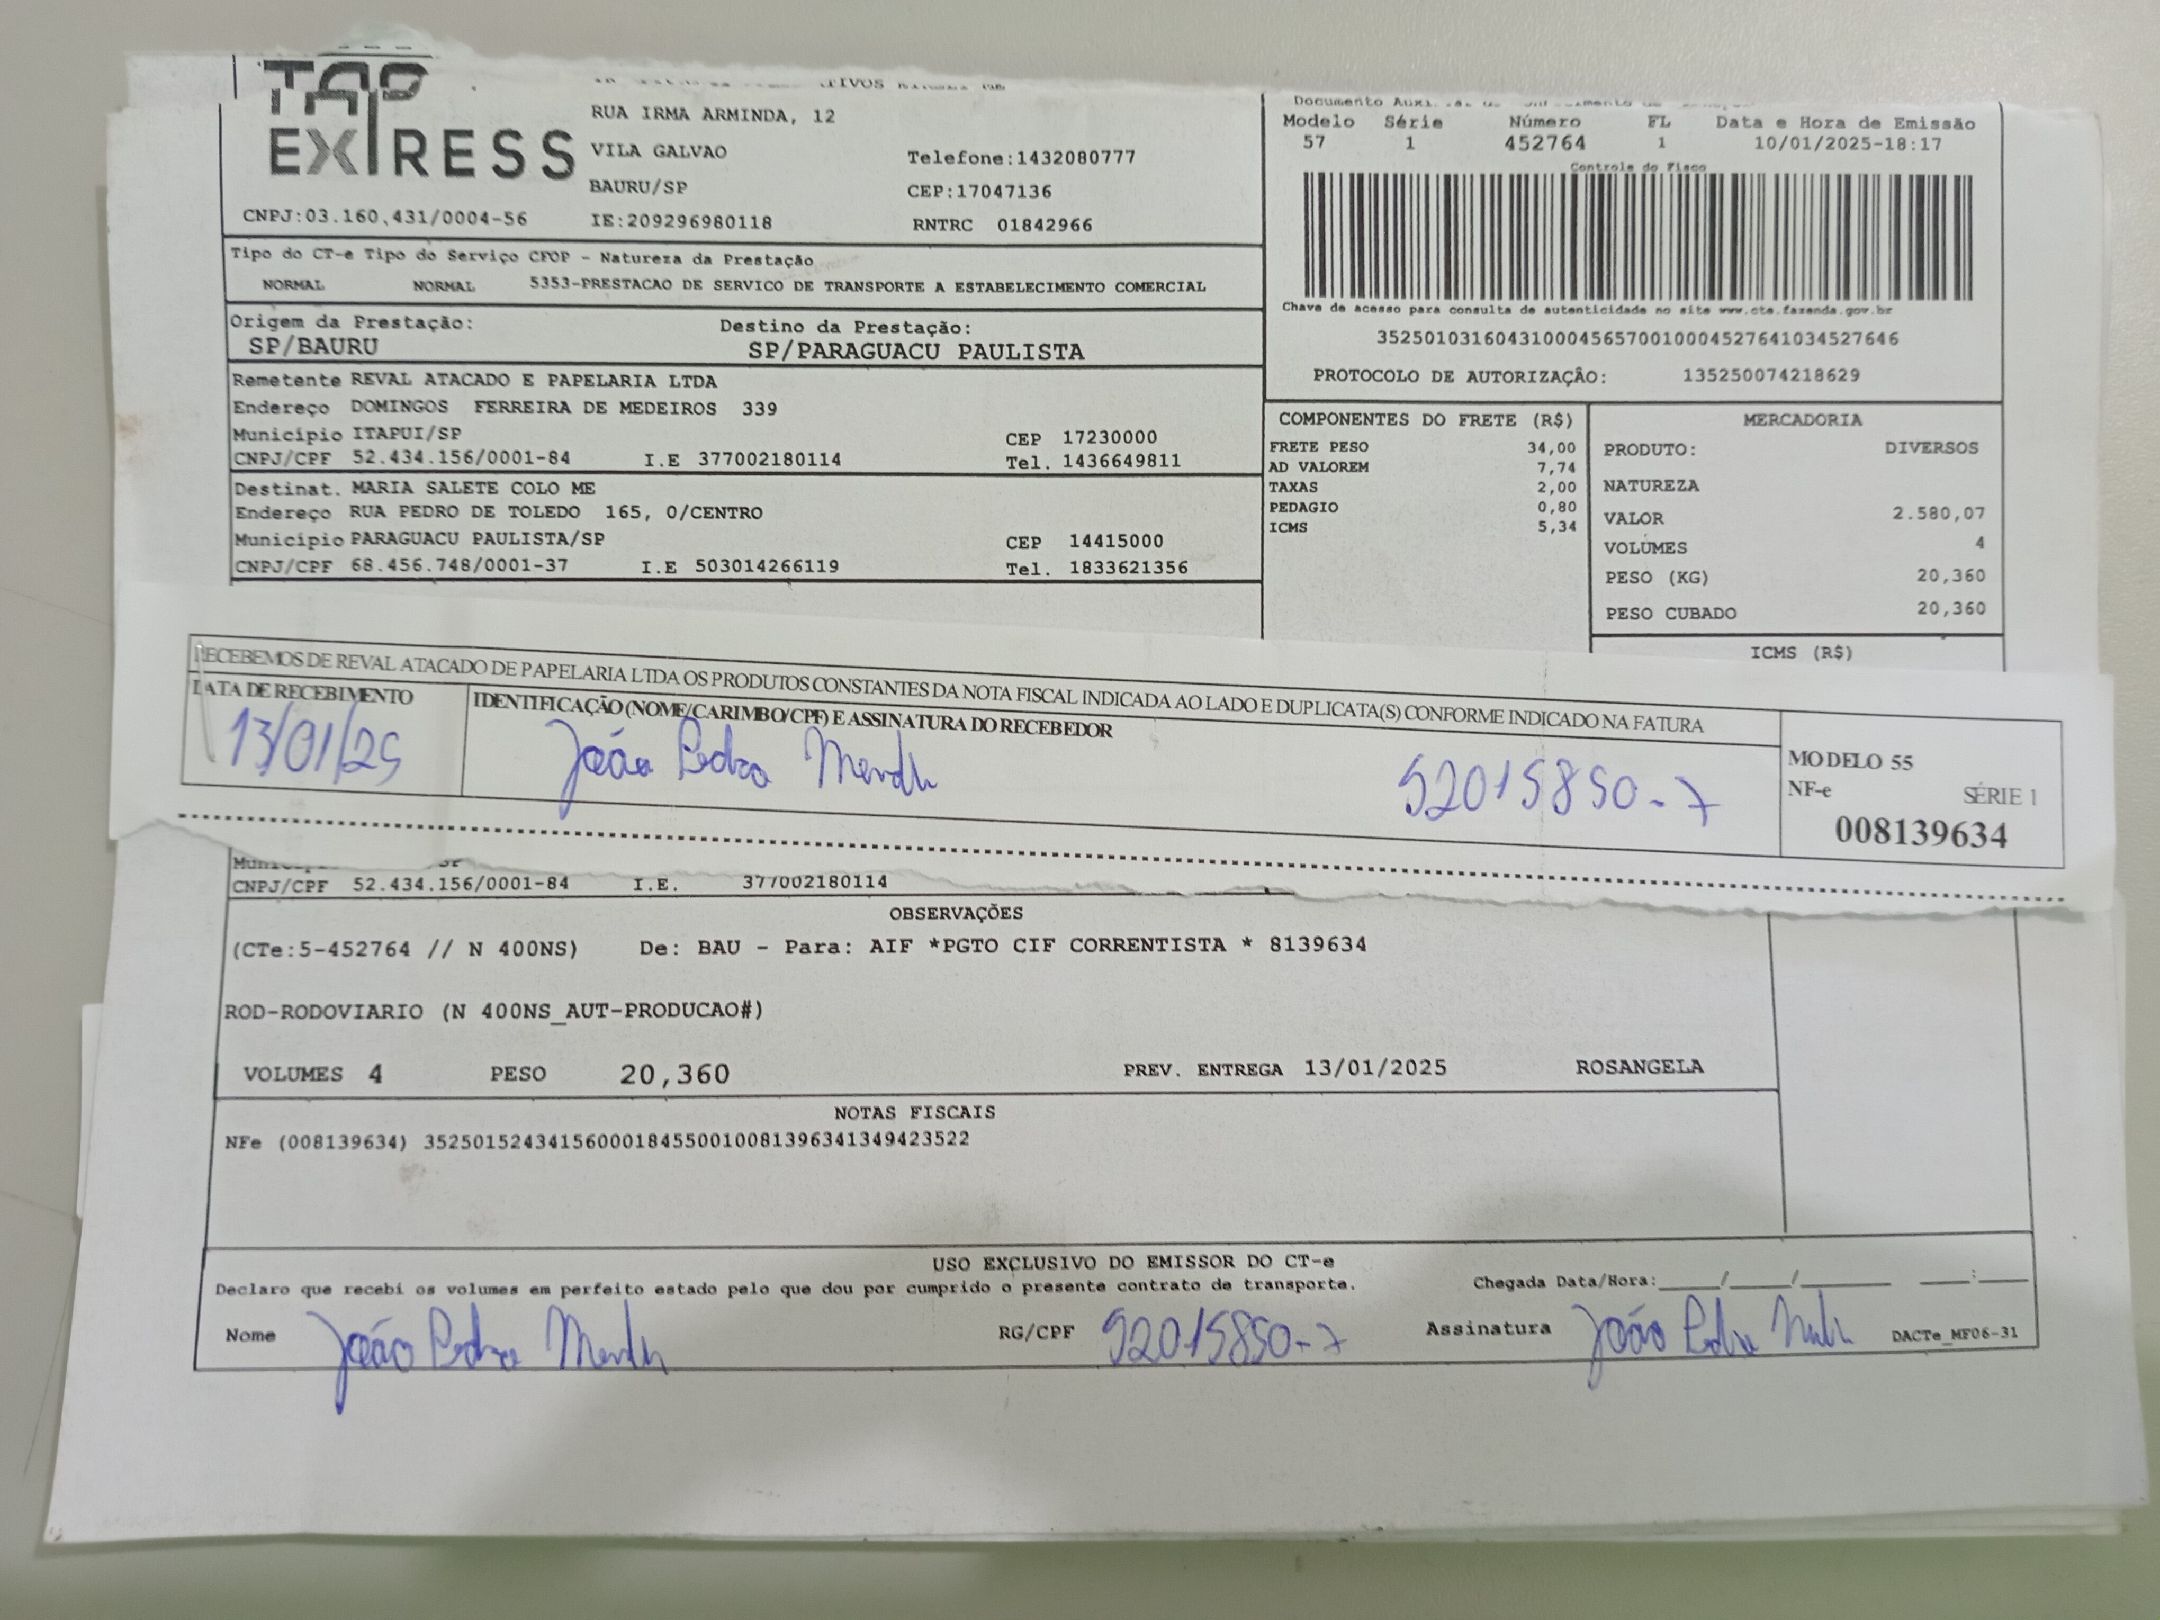 TAP
EXPRESS
RUA IRMA ARMINDA, 12
VILA GALVAO
Telefone:1432080777
BAURU/SP
CEP:17047136
CNPJ:03.160,431/0004-56
IE:209296980118
RNTRC 01842966
Modelo Série Número FL Data e Hora de Emissão
57 1 452764 1 10/01/2025-18:17
Controle do Fisco
Chave de acesso para consulta de autenticidade no site www.cte.fazenda.gov.br
35250103160431000456570010004527641034527646
PROTOCOLO DE AUTORIZAÇÂO: 135250074218629
Tipo do CT-e Tipo do Serviço CFOP - Natureza da Prestação
NORMAL NORMAL 5353-PRESTACAO DE SERVICO DE TRANSPORTE A ESTABELECIMENTO COMERCIAL
Origem da Prestação: Destino da Prestação:
SP/BAURU SP/PARAGUACU PAULISTA
Remetente REVAL ATACADO E PAPELARIA LTDA
Endereço DOMINGOS FERREIRA DE MEDEIROS 339
Município ITAPUI/SP CEP 17230000
CNPJ/CPF 52.434.156/0001-84 I.E 377002180114 Tel. 1436649811
Destinat. MARIA SALETE COLO ME
Endereço RUA PEDRO DE TOLEDO 165, 0/CENTRO
Município PARAGUACU PAULISTA/SP CEP 14415000
CNPJ/CPF 68.456.748/0001-37 I.E 503014266119 Tel. 1833621356
COMPONENTES DO FRETE (R$)
FRETE PESO 34,00
AD VALOREM 7,74
TAXAS 2,00
PEDAGIO 0,80
ICMS 5,34
MERCADORIA
PRODUTO: DIVERSOS
NATUREZA
VALOR 2.580,07
VOLUMES 4
PESO (KG) 20,360
PESO CUBADO 20,360
ICMS (R$)
RECEBEMOS DE REVAL ATACADO DE PAPELARIA LTDA OS PRODUTOS CONSTANTES DA NOTA FISCAL INDICADA AO LADO E DUPLICATA(S) CONFORME INDICADO NA FATURA
DATA DE RECEBIMENTO IDENTIFICAÇÃO (NOME/CARIMBO/CPF) E ASSINATURA DO RECEBEDOR
13/01/25 João Pedro 52015850-7
MODELO 55
NF-e SÉRIE 1
008139634
CNPJ/CPF 52.434.156/0001-84 I.E. 377002180114
OBSERVAÇÕES
(CTe:5-452764 // N 400NS) De: BAU - Para: AIF *PGTO CIF CORRENTISTA * 8139634
ROD-RODOVIARIO (N 400NS_AUT-PRODUCAO#)
VOLUMES 4 PESO 20,360 PREV. ENTREGA 13/01/2025 ROSANGELA
NOTAS FISCAIS
NFe (008139634) 35250152434156000184550010081396341349423522
USO EXCLUSIVO DO EMISSOR DO CT-e
Declaro que recebi os volumes em perfeito estado pelo que dou por cumprido o presente contrato de transporte. Chegada Data/Hora:____/____/______ ___:___
Nome João Pedro RG/CPF 52015850-7 Assinatura João Pedro DACTe_MF06-31